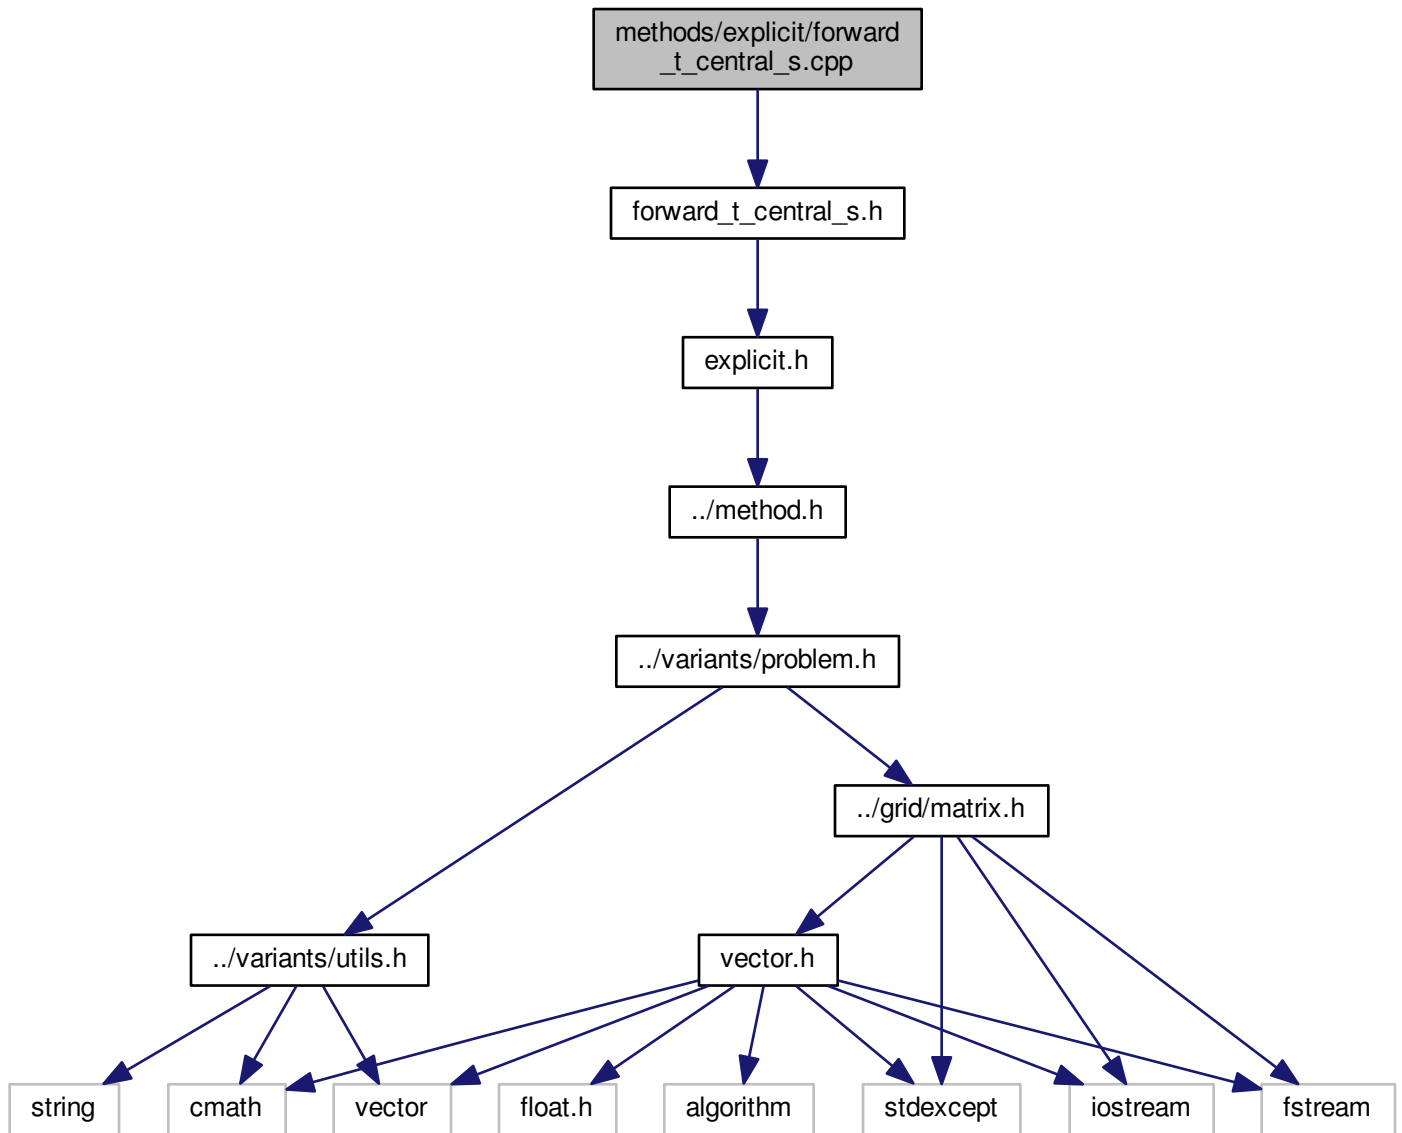 methods/explicit/forward
_t_central_s.cpp
forward_t_central_s.h
explicit.h
../method.h
../variants/problem.h
../grid/matrix.h
../variants/utils.h
vector.h
string
cmath
vector
float.h
algorithm
stdexcept
iostream
fstream